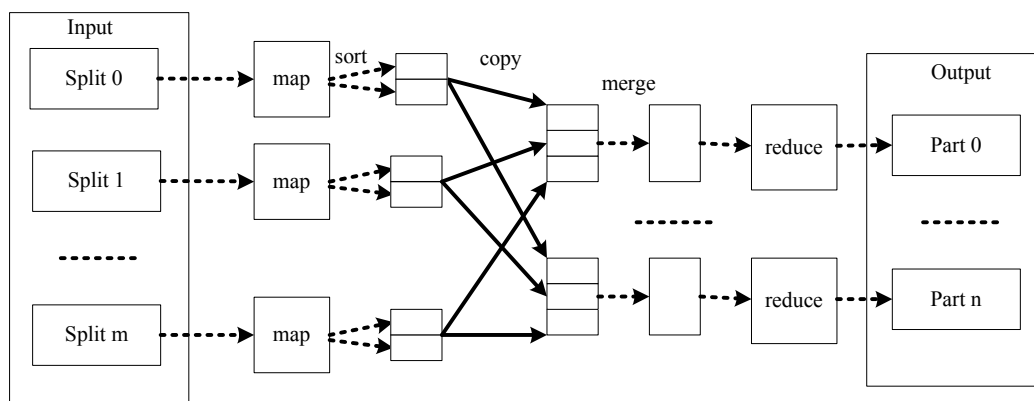 Input
sort
copy
merge
Output
Split 0
map
Split 1
map
reduce
Part 0
Split m
map
reduce
Part n